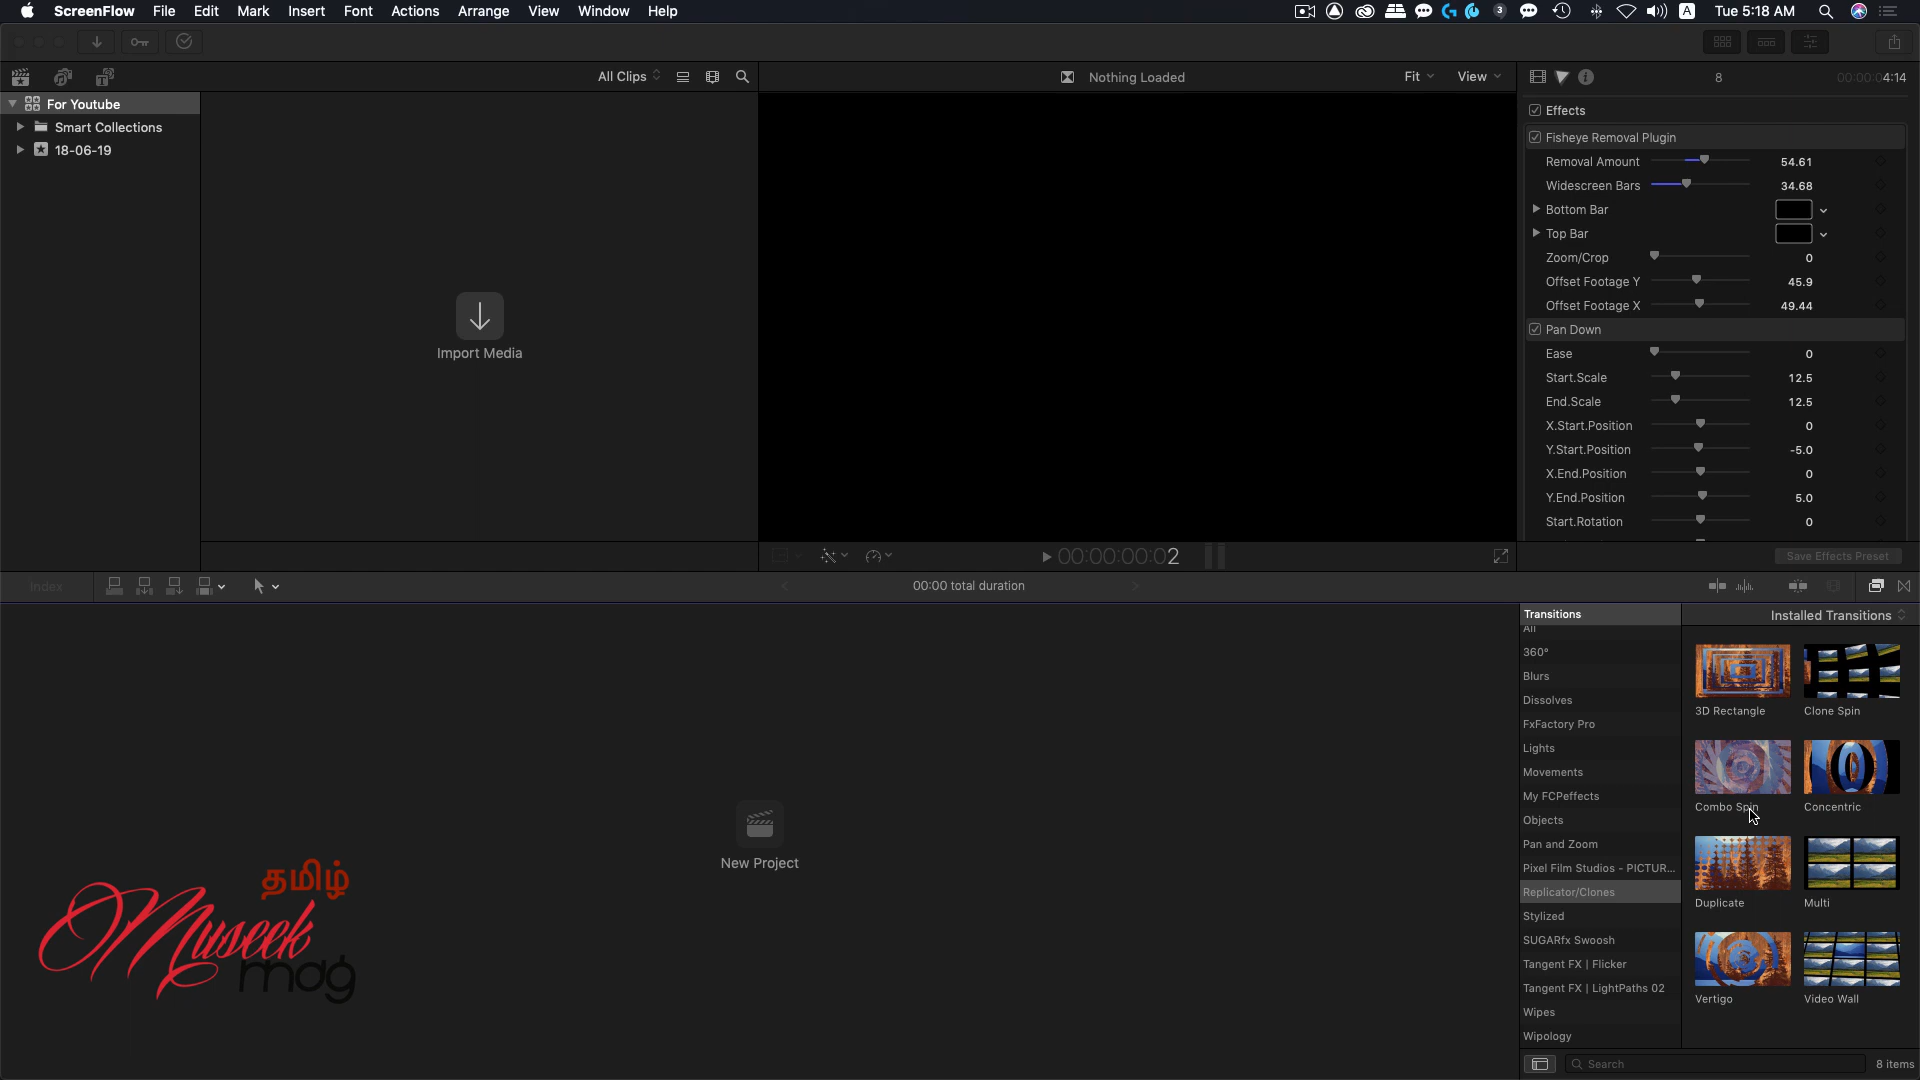 ScreenFlow File Edit Mark Insert Font Actions Arrange View Window Help
3 A Tue 5:18 AM
All Clips
Nothing Loaded
Fit View
8
00:00:04:14
For Youtube
Smart Collections
18-06-19
Import Media
Effects
Fisheye Removal Plugin
Removal Amount 54.61
Widescreen Bars 34.68
Bottom Bar
Top Bar
Zoom/Crop 0
Offset Footage Y 45.9
Offset Footage X 49.44
Pan Down
Ease 0
Start.Scale 12.5
End.Scale 12.5
X.Start.Position 0
Y.Start.Position -5.0
X.End.Position 0
Y.End.Position 5.0
Start.Rotation 0
00:00:00:02
Save Effects Preset
Index
00:00 total duration
New Project
தமிழ்
Museek
mag
Transitions
All
360°
Blurs
Dissolves
FxFactory Pro
Lights
Movements
My FCPeffects
Objects
Pan and Zoom
Pixel Film Studios - PICTUR...
Replicator/Clones
Stylized
SUGARfx Swoosh
Tangent FX | Flicker
Tangent FX | LightPaths 02
Wipes
Wipology
Installed Transitions
3D Rectangle Clone Spin
Combo Spin Concentric
Duplicate Multi
Vertigo Video Wall
Search
8 items